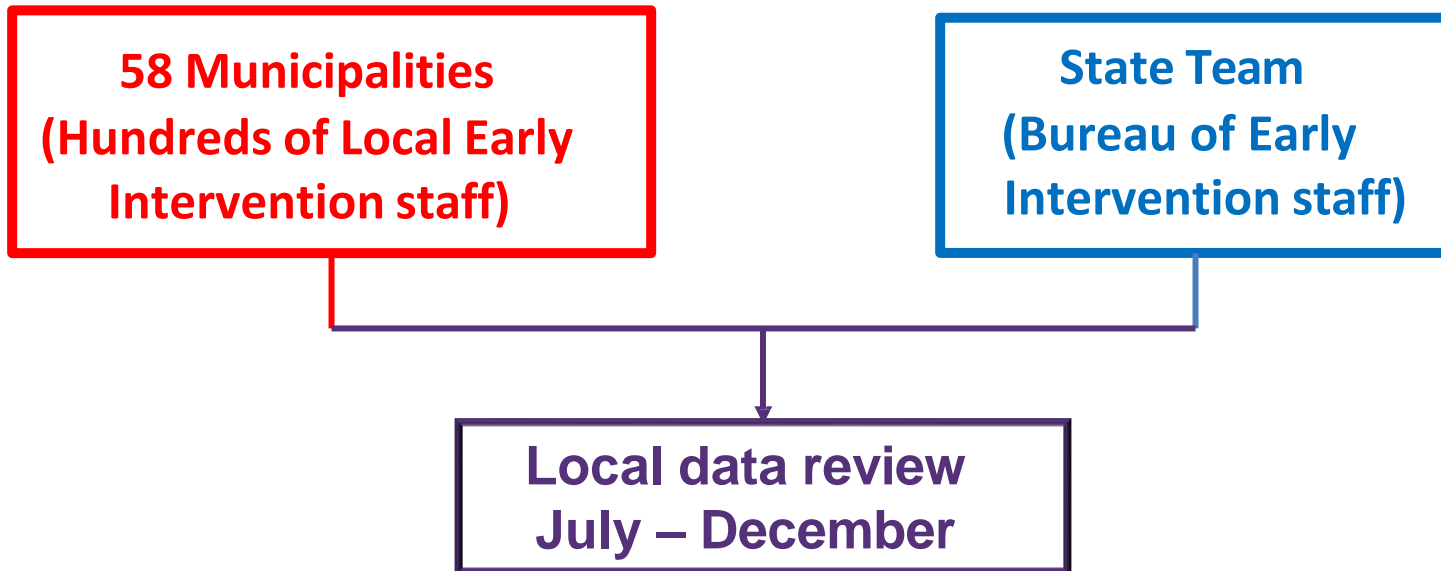 58 Municipalities
(Hundreds of Local Early
Intervention staff)
State Team
(Bureau of Early
Intervention staff)
Local data review
July – December